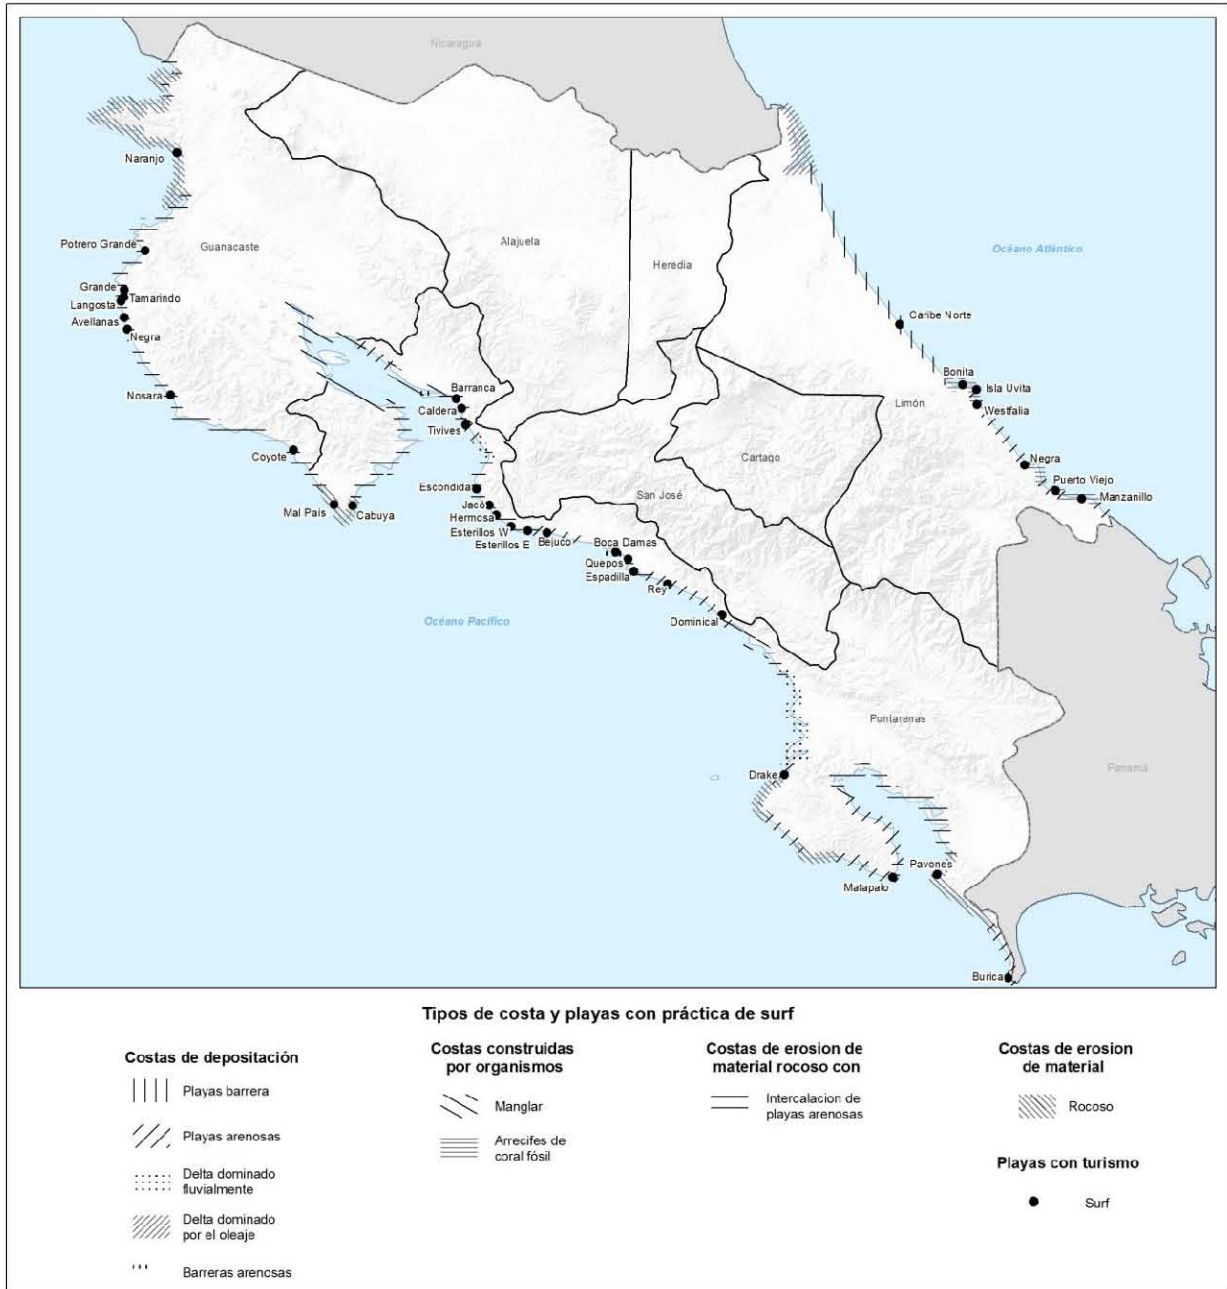 Nicaragua
Naranjo
Potrero Grande
Guanacaste
Alajuela
Heredia
Océano Atlántico
Grande
Tamarindo
Langosta
Avellanas
Negra
Caribe Norte
Nosara
Barranca
Bonita
Isla Uvita
Caldera
Limón
Westfalia
Tivives
Coyote
Cartago
Negra
Escondida
San José
Puerto Viejo
Mal País
Cabuya
Jacó
Manzanillo
Hermosa
Esterillos W
Esterillos E
Bejuco
Boca Damas
Quepos
Espadilla
Rey
Océano Pacífico
Dominical
Puntarenas
Drake
Panamá
Pavones
Matapalo
Burica
Tipos de costa y playas con práctica de surf
Costas de depositación
Playas barrera
Playas arenosas
Delta dominado
fluvialmente
Delta dominado
por el oleaje
Barreras arenosas
Costas construidas
por organismos
Manglar
Arrecifes de
coral fósil
Costas de erosion de
material rocoso con
Intercalacion de
playas arenosas
Costas de erosion
de material
Rocoso
Playas con turismo
Surf